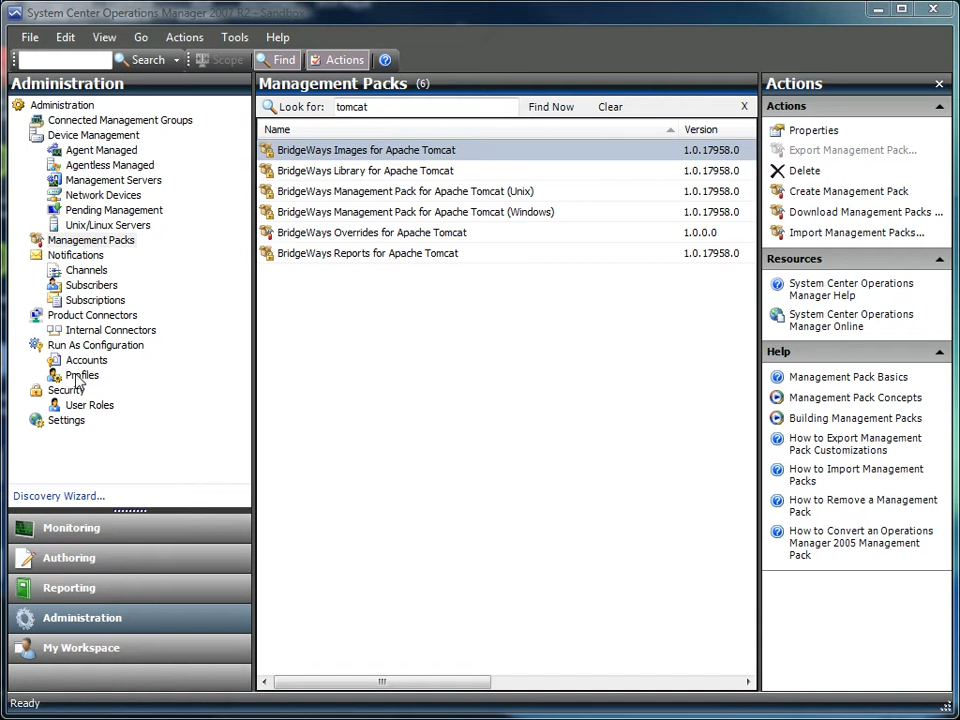 System Center Operations Manager 2007 R2 - Sandbox
File Edit View Go Actions Tools Help
Search Scope Find Actions
Administration
Administration
Connected Management Groups
Device Management
Agent Managed
Agentless Managed
Management Servers
Network Devices
Pending Management
Unix/Linux Servers
Management Packs
Notifications
Channels
Subscribers
Subscriptions
Product Connectors
Internal Connectors
Run As Configuration
Accounts
Profiles
Security
User Roles
Settings
Discovery Wizard...
Monitoring
Authoring
Reporting
Administration
My Workspace
Ready
Management Packs (6)
Look for: tomcat Find Now Clear X
Name Version
BridgeWays Images for Apache Tomcat 1.0.17958.0
BridgeWays Library for Apache Tomcat 1.0.17958.0
BridgeWays Management Pack for Apache Tomcat (Unix) 1.0.17958.0
BridgeWays Management Pack for Apache Tomcat (Windows) 1.0.17958.0
BridgeWays Overrides for Apache Tomcat 1.0.0.0
BridgeWays Reports for Apache Tomcat 1.0.17958.0
Actions
Actions
Properties
Export Management Pack...
Delete
Create Management Pack
Download Management Packs ...
Import Management Packs...
Resources
System Center Operations
Manager Help
System Center Operations
Manager Online
Help
Management Pack Basics
Management Pack Concepts
Building Management Packs
How to Export Management
Pack Customizations
How to Import Management
Packs
How to Remove a Management
Pack
How to Convert an Operations
Manager 2005 Management
Pack